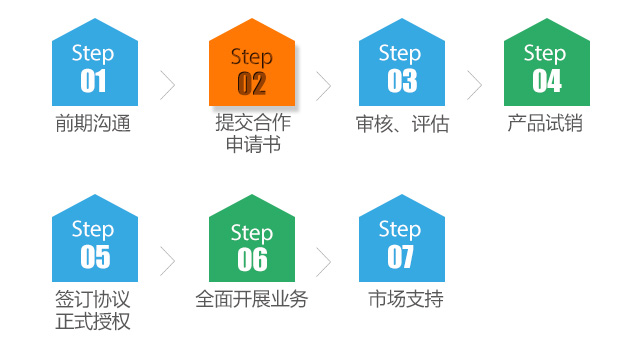 Step
01
前期沟通
Step
02
提交合作
申请书
Step
03
审核、评估
Step
04
产品试销
Step
05
签订协议
正式授权
Step
06
全面开展业务
Step
07
市场支持